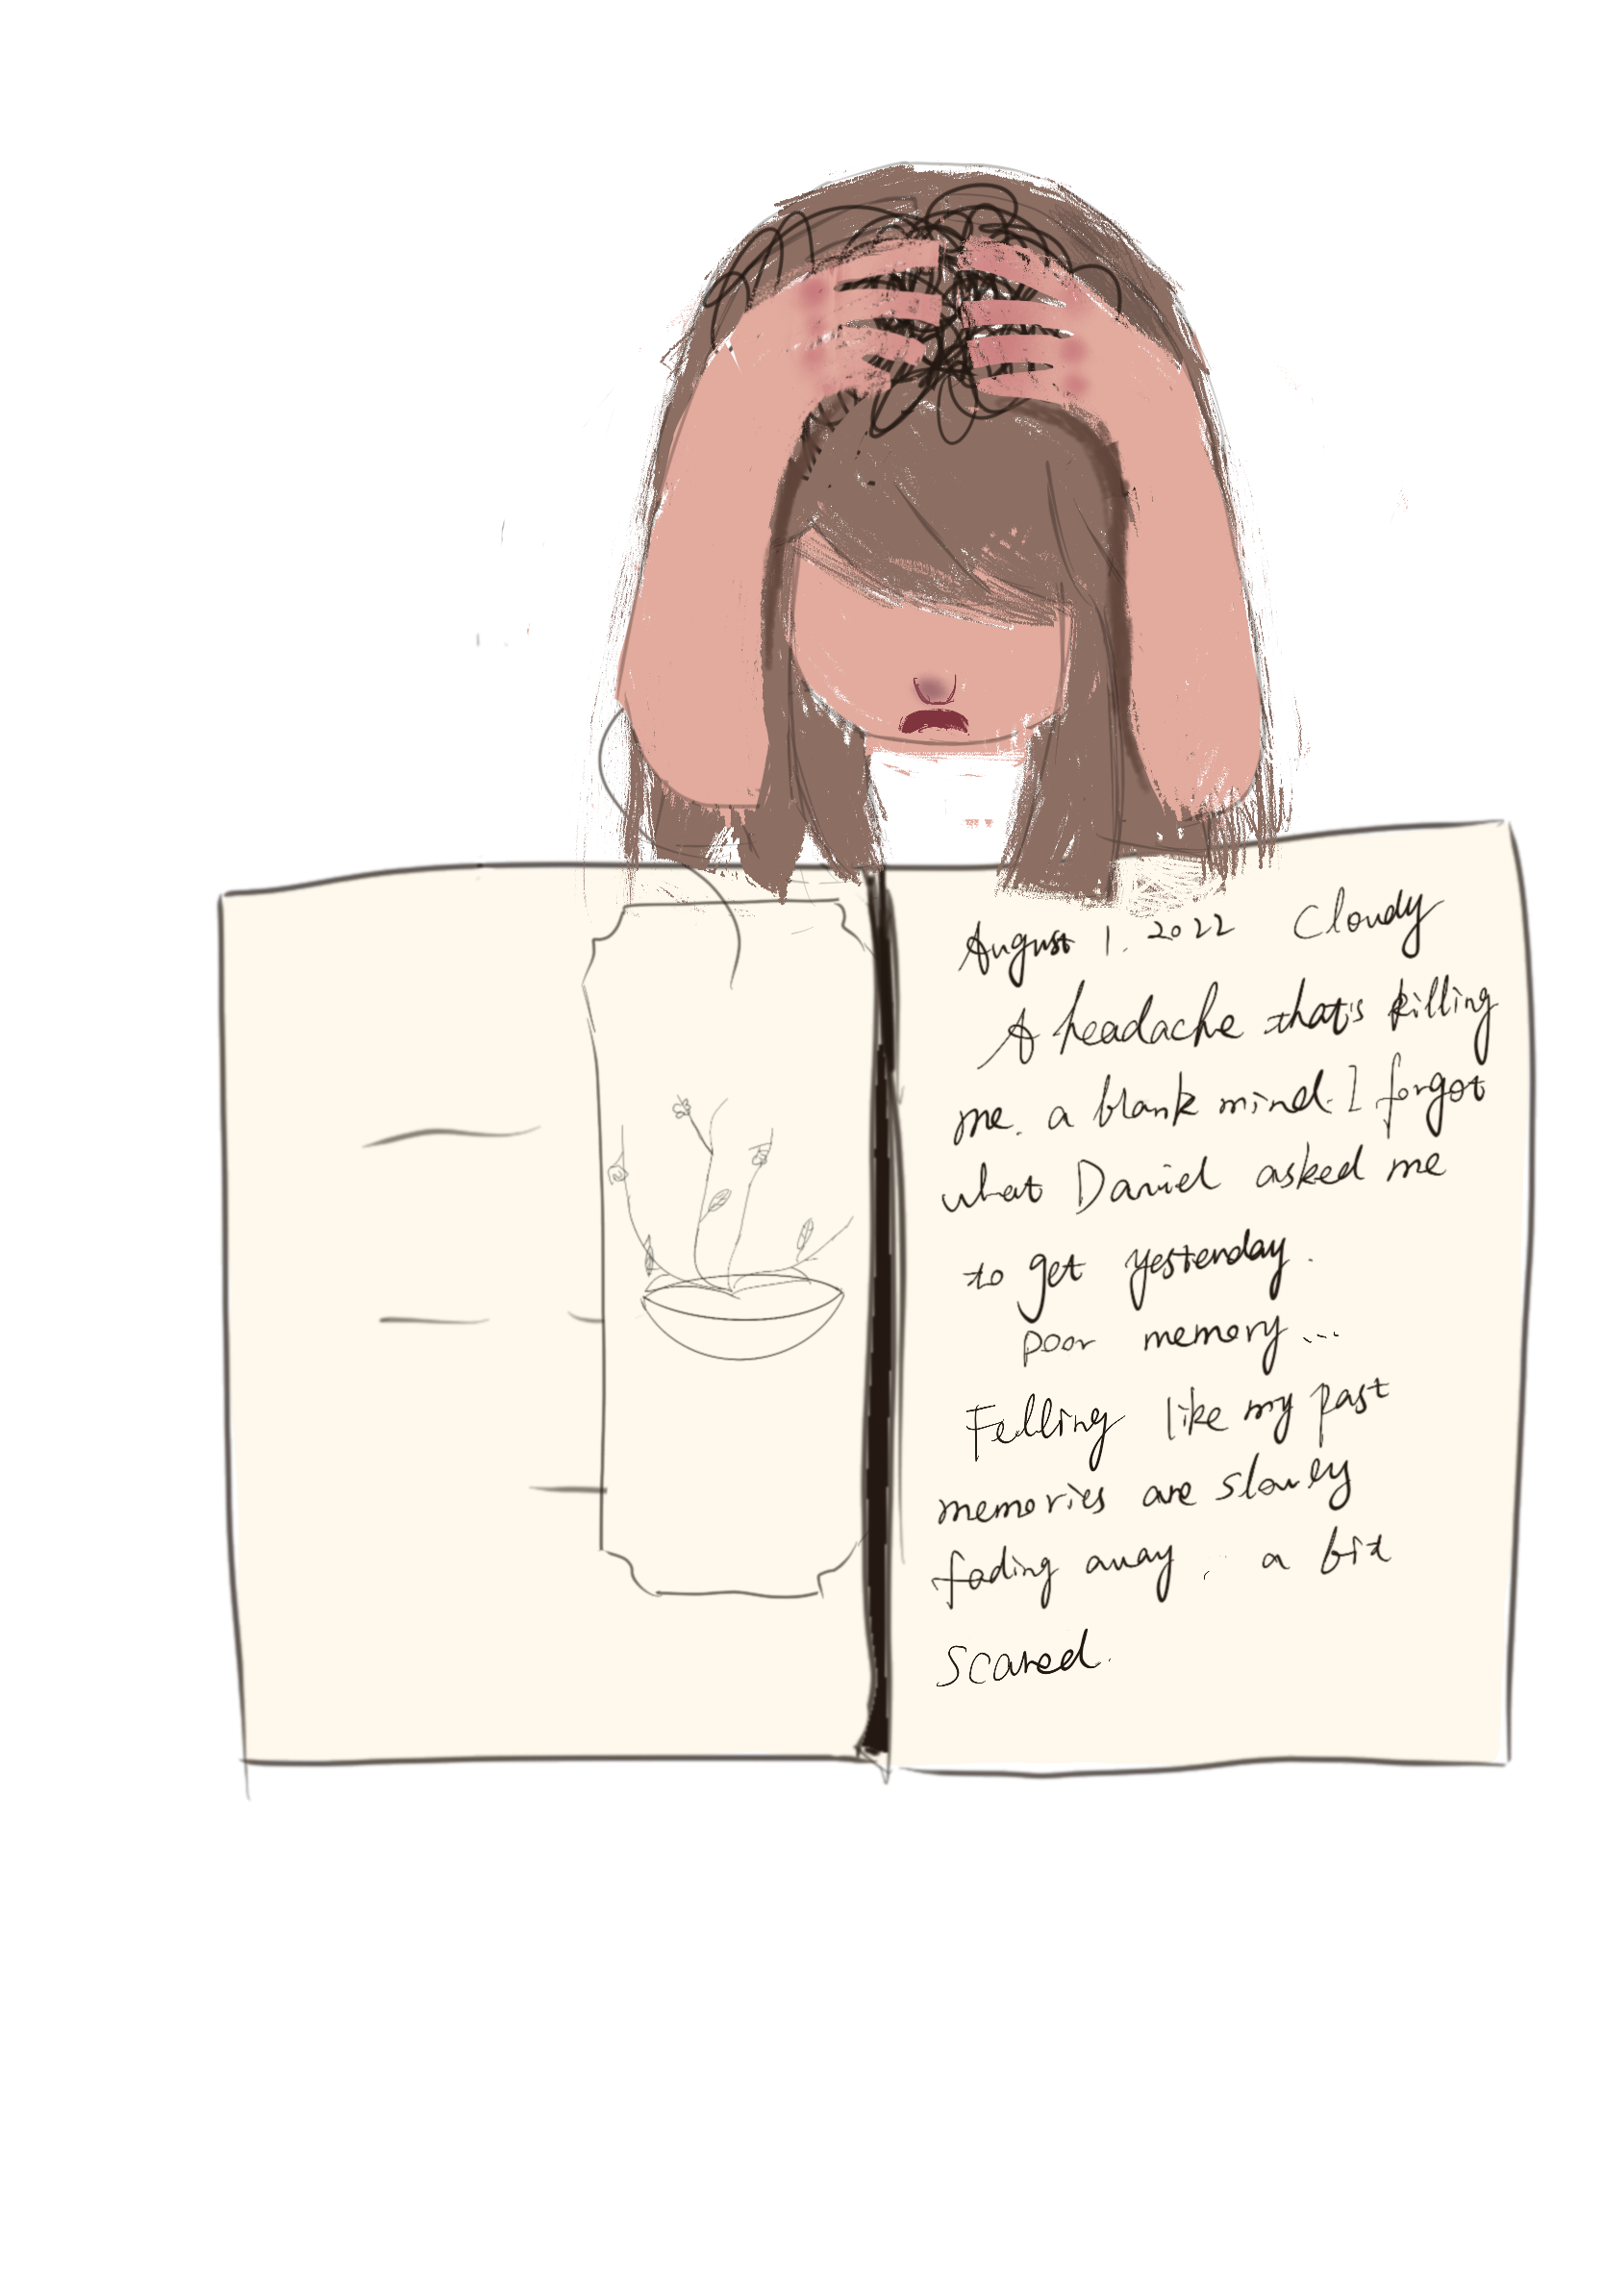 August 1. 2022 Cloudy
A headache that's killing
me. a blank mind. I forgot
what Daniel asked me
to get yesterday.
poor memory...
Felling like my past
memories are slowly
fading away, a bit
scared.